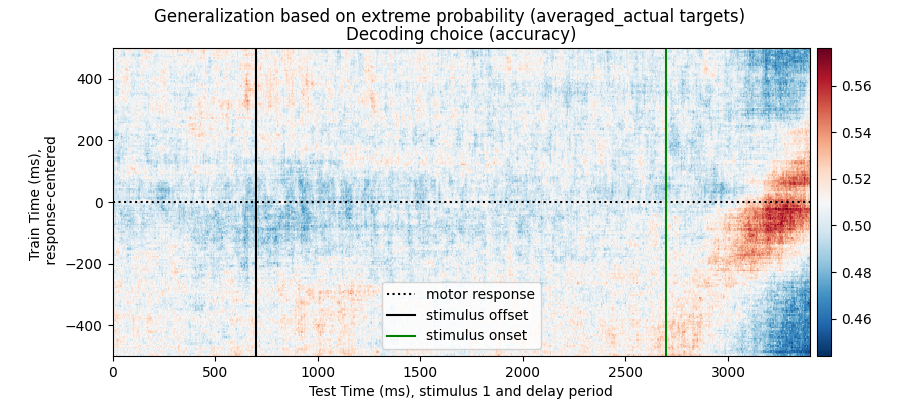 Generalization based on extreme probability (averaged_actual targets)
Decoding choice (accuracy)
Train Time (ms),
response-centered
400
200
0
−200
−400
motor response
stimulus offset
stimulus onset
0 500 1000 1500 2000 2500 3000
Test Time (ms), stimulus 1 and delay period
0.56
0.54
0.52
0.50
0.48
0.46